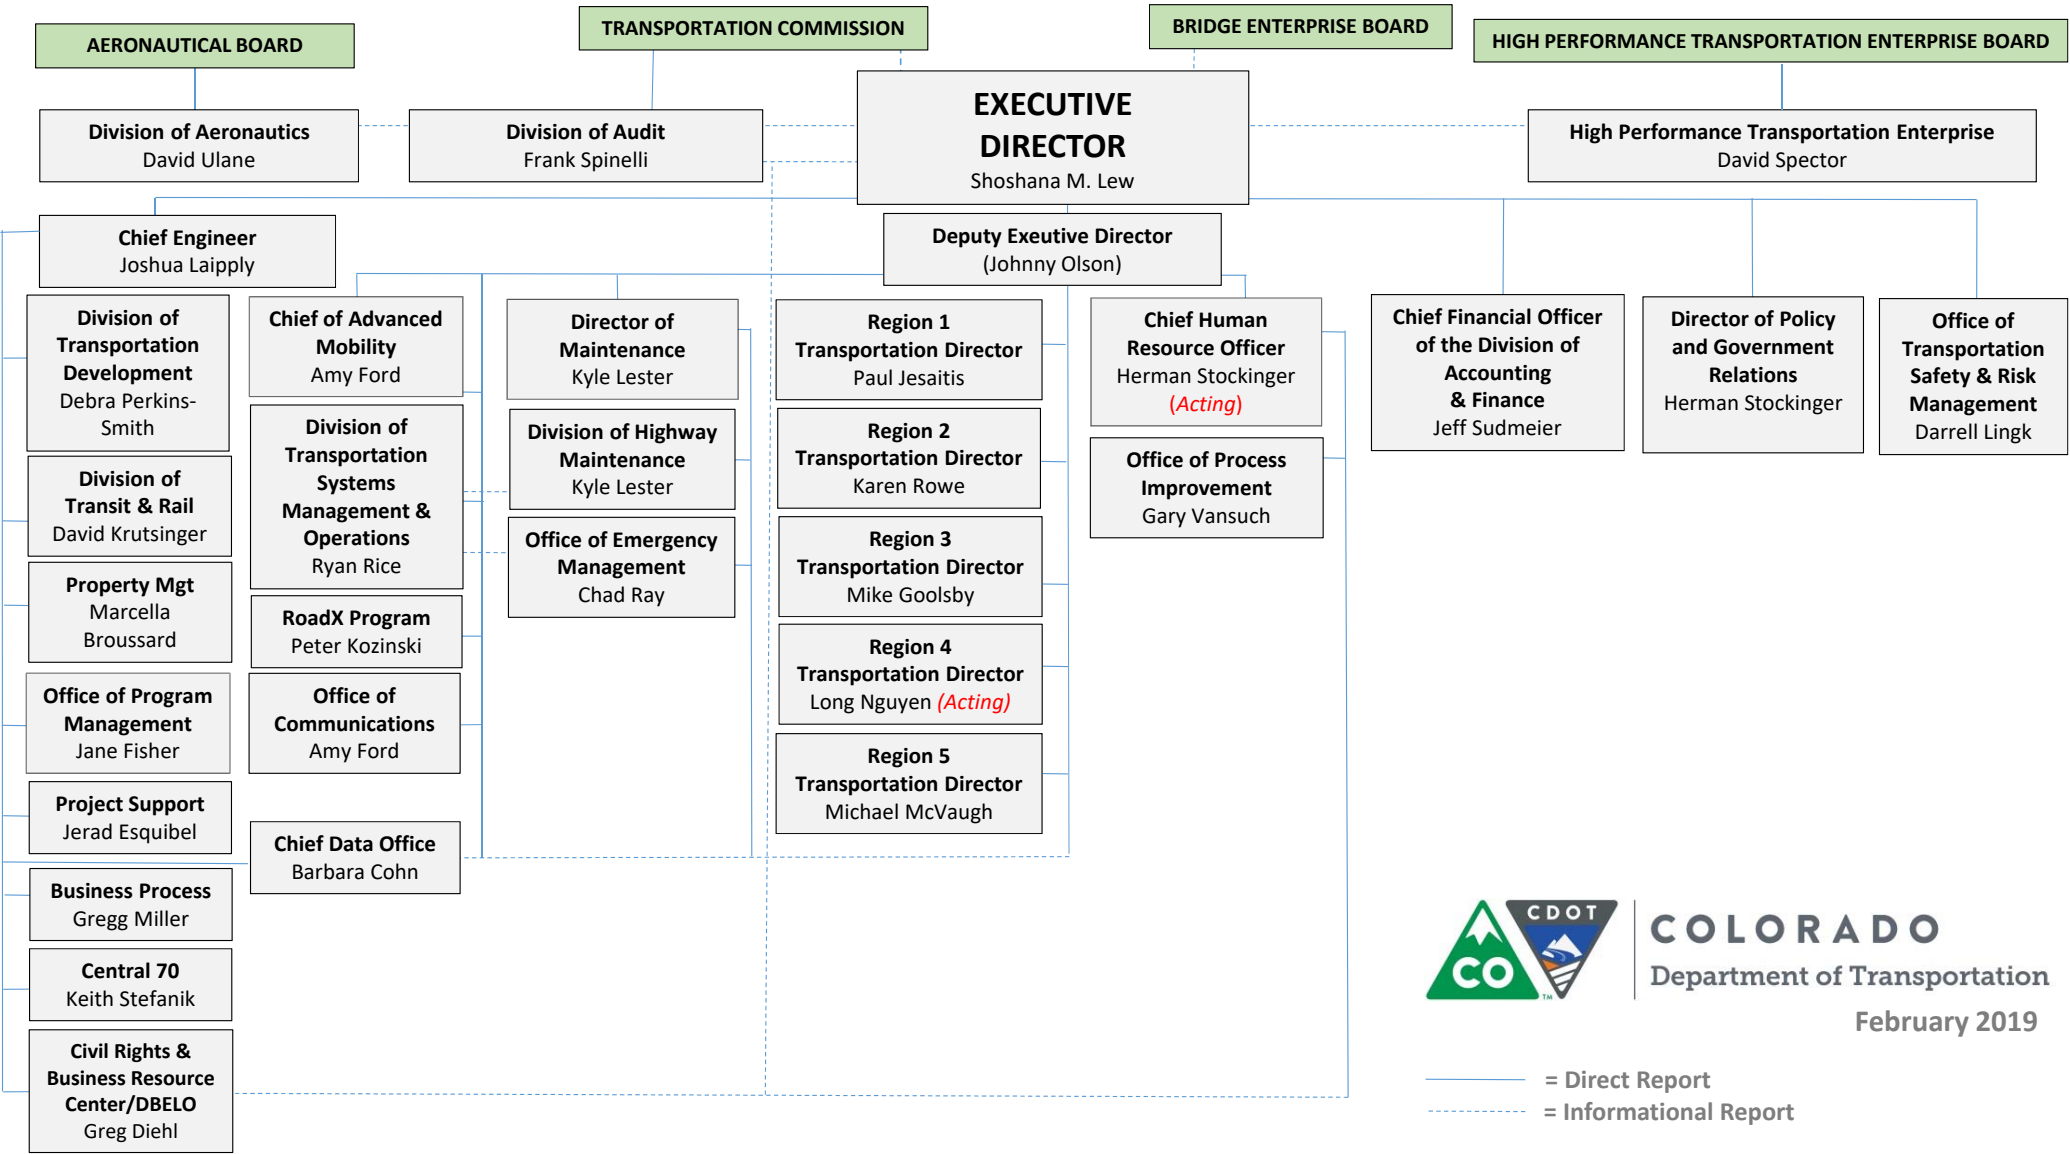 AERONAUTICAL BOARD
TRANSPORTATION COMMISSION
BRIDGE ENTERPRISE BOARD
HIGH PERFORMANCE TRANSPORTATION ENTERPRISE BOARD
Division of Aeronautics
David Ulane
Division of Audit
Frank Spinelli
EXECUTIVE
DIRECTOR
Shoshana M. Lew
High Performance Transportation Enterprise
David Spector
Chief Engineer
Joshua Laipply
Deputy Exeutive Director
(Johnny Olson)
Division of
Transportation
Development
Debra Perkins-
Smith
Division of
Transit & Rail
David Krutsinger
Property Mgt
Marcella
Broussard
Office of Program
Management
Jane Fisher
Project Support
Jerad Esquibel
Business Process
Gregg Miller
Central 70
Keith Stefanik
Civil Rights &
Business Resource
Center/DBELO
Greg Diehl
Chief of Advanced
Mobility
Amy Ford
Division of
Transportation
Systems
Management &
Operations
Ryan Rice
RoadX Program
Peter Kozinski
Office of
Communications
Amy Ford
Chief Data Office
Barbara Cohn
Director of
Maintenance
Kyle Lester
Division of Highway
Maintenance
Kyle Lester
Office of Emergency
Management
Chad Ray
Region 1
Transportation Director
Paul Jesaitis
Region 2
Transportation Director
Karen Rowe
Region 3
Transportation Director
Mike Goolsby
Region 4
Transportation Director
Long Nguyen (Acting)
Region 5
Transportation Director
Michael McVaugh
Chief Human
Resource Officer
Herman Stockinger
(Acting)
Office of Process
Improvement
Gary Vansuch
Chief Financial Officer
of the Division of
Accounting
& Finance
Jeff Sudmeier
Director of Policy
and Government
Relations
Herman Stockinger
Office of
Transportation
Safety & Risk
Management
Darrell Lingk
CDOT
CO
TM
COLORADO
Department of Transportation
February 2019
= Direct Report
= Informational Report